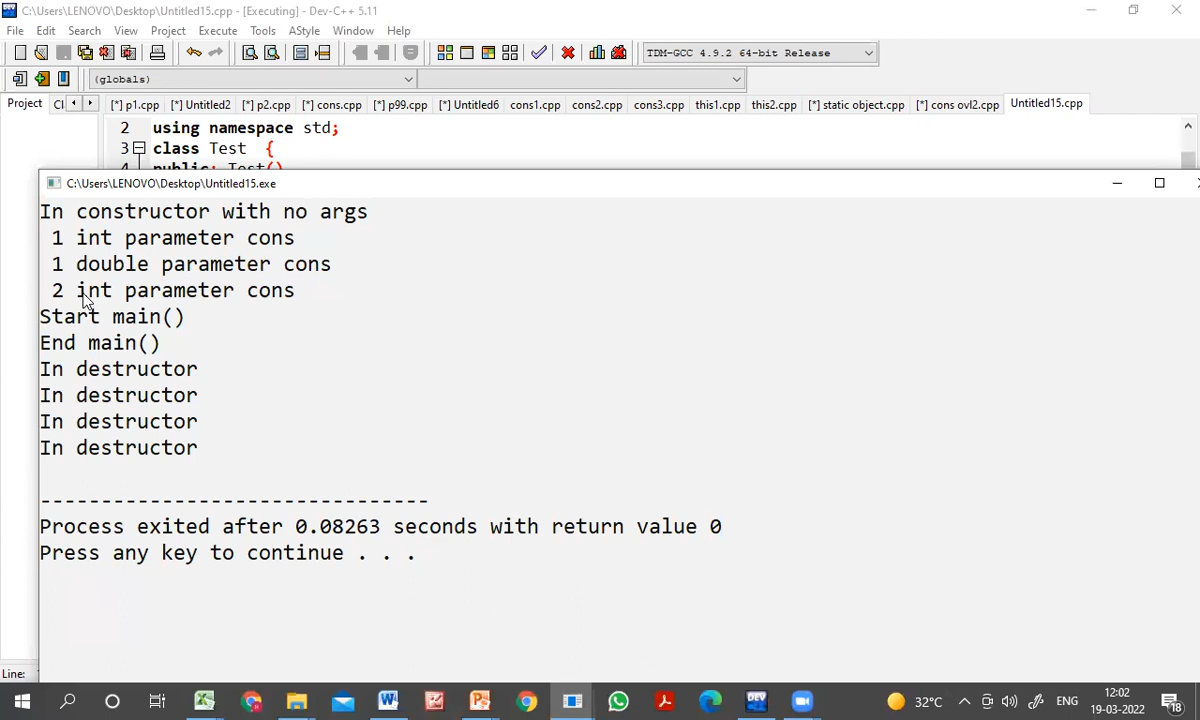 C:\Users\LENOVO\Desktop\Untitled15.cpp - [Executing] - Dev-C++ 5.11
File Edit Search View Project Execute Tools AStyle Window Help
TDM-GCC 4.9.2 64-bit Release
(globals)
Project Cl [*] p1.cpp [*] Untitled2 [*] p2.cpp [*] cons.cpp [*] p99.cpp [*] Untitled6 cons1.cpp cons2.cpp cons3.cpp this1.cpp this2.cpp [*] static object.cpp [*] cons ovl2.cpp Untitled15.cpp
2 using namespace std;
3 class Test {
4 public: Test()
C:\Users\LENOVO\Desktop\Untitled15.exe
In constructor with no args
1 int parameter cons
1 double parameter cons
2 int parameter cons
Start main()
End main()
In destructor
In destructor
In destructor
In destructor
--------------------------------
Process exited after 0.08263 seconds with return value 0
Press any key to continue . . .
Line:
32°C ENG 12:02
19-03-2022 18